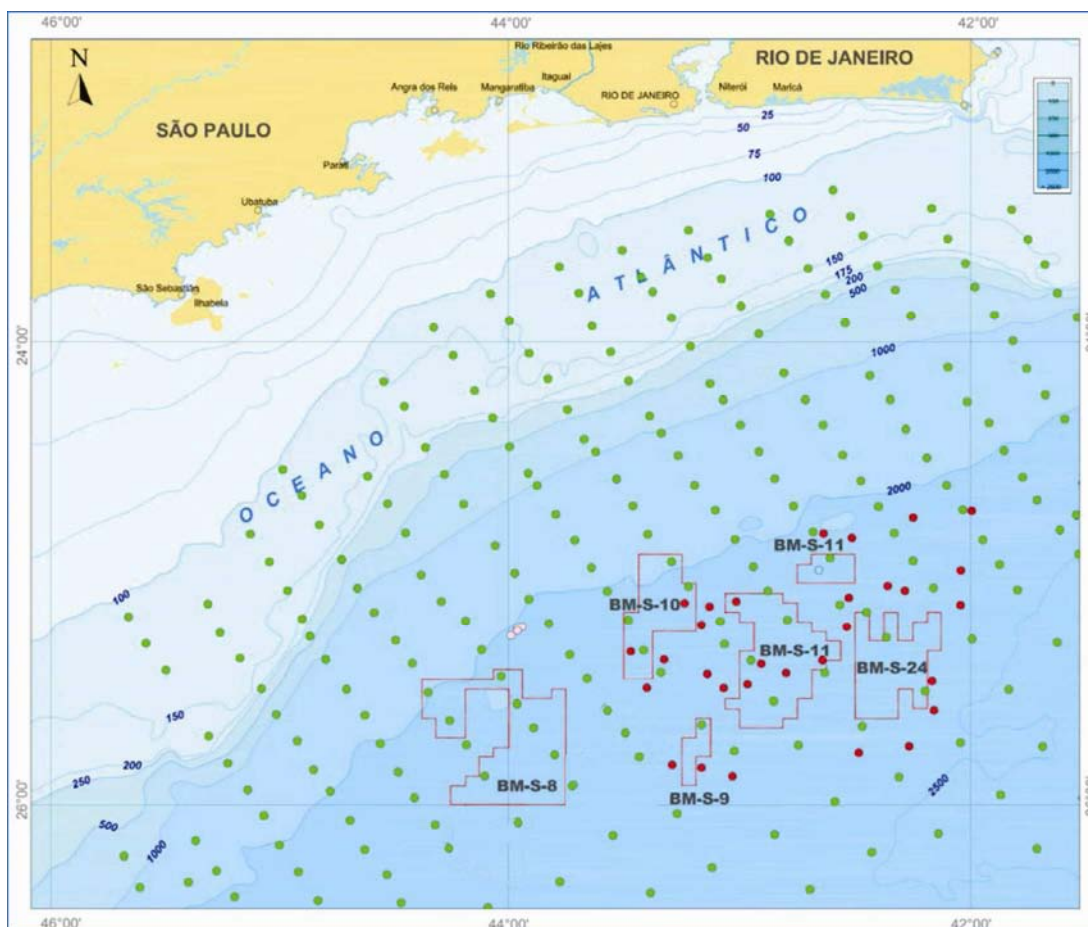 46°00' 44°00' 42°00'
N
Rio Ribeirão das Lajes
RIO DE JANEIRO
Itaguaí
Angra dos Reis Mangaratiba RIO DE JANEIRO Niterói Maricá
SÃO PAULO
25
50
75
100
Parati
Ubatuba
ATLÂNTICO
150
175
200
500
São Sebastião
Ilhabela
24°00'
1000
OCEANO
2000
BM-S-11
100
BM-S-10
BM-S-11
BM-S-24
150
200
250
BM-S-8
BM-S-9
2500
26°00'
500
1000
46°00' 44°00' 42°00'